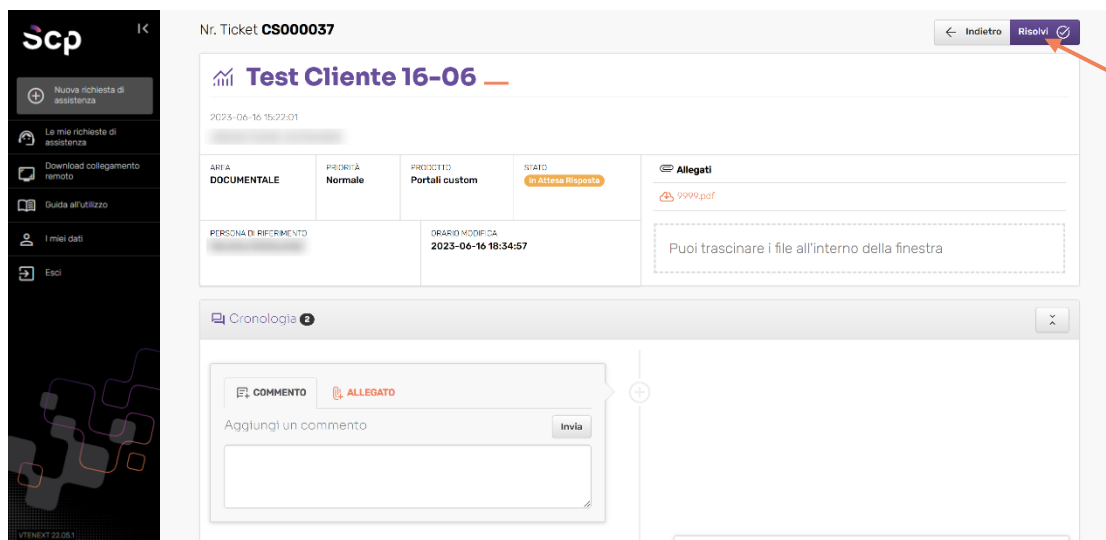 scp
Nuova richiesta di
assistenza
Le mie richieste di
assistenza
Download collegamento
remoto
Guida all'utilizzo
I miei dati
Esci
VTENEXT 22.05.1
Nr. Ticket CS000037
Indietro
Risolvi
Test Cliente 16-06
2023-06-16 15:22:01
AREA
DOCUMENTALE
PRIORITÀ
Normale
PRODOTTO
Portali custom
STATO
In Attesa Risposta
PERSONA DI RIFERIMENTO
ORARIO MODIFICA
2023-06-16 18:34:57
Allegati
9999.pdf
Puoi trascinare i file all'interno della finestra
Cronologia 2
COMMENTO
ALLEGATO
Aggiungi un commento
Invia